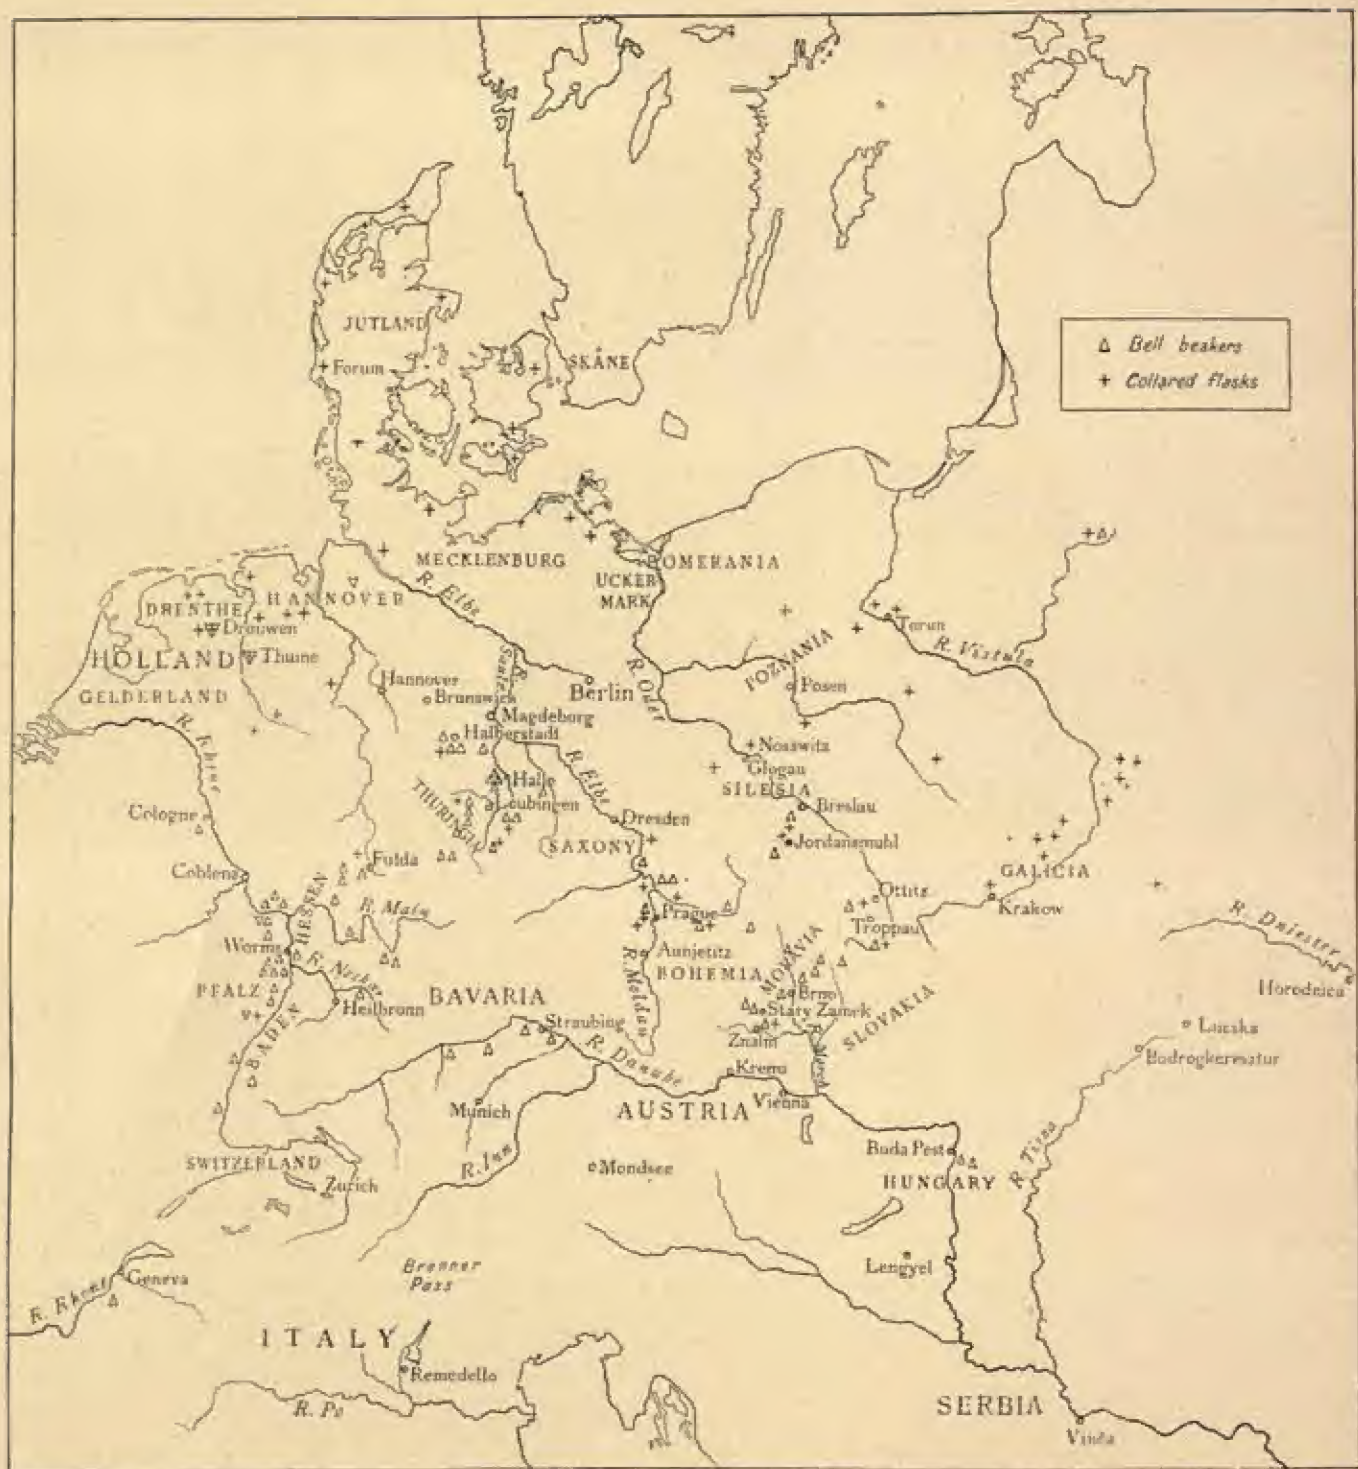 JUTLAND
SKÅNE
Forum
Bell beakers
Collared flasks
MECKLENBURG
POMERANIA
UCKER
MARK
R. Elbe
HANNOVER
DRENTHE
Drouwen
HOLLAND
Thuine
GELDERLAND
Hannover
Brunswick
R. Saale
Berlin
R. Oder
POZNANIA
Posen
Torun
R. Vistula
Magdeburg
Halberstadt
R. Rhine
Nosswitz
Glogau
SILESIA
R. Elbe
Halle
THURINGIA
Leubingen
Breslau
Cologne
Dresden
SAXONY
Jordansmuhl
Coblenz
Fulda
GALICIA
HESSEN
R. Main
Ottitz
Krakow
Prague
Troppau
R. Dniester
Worms
R. Neckar
Aunjetitz
BOHEMIA
MORAVIA
R. Moldau
PFALZ
BADEN
Heilbronn
BAVARIA
Brno
Stary Zamek
SLOVAKIA
Horodnica
Straubing
Znaim
R. March
Lucska
Bodrogkeresztur
R. Danube
Krems
Vienna
Munich
AUSTRIA
R. Inn
Mondsee
Buda Pest
HUNGARY
R. Tisza
SWITZERLAND
Zurich
Brenner
Pass
Lengyel
Geneva
R. Rhone
ITALY
Remedello
R. Po
SERBIA
Vinča